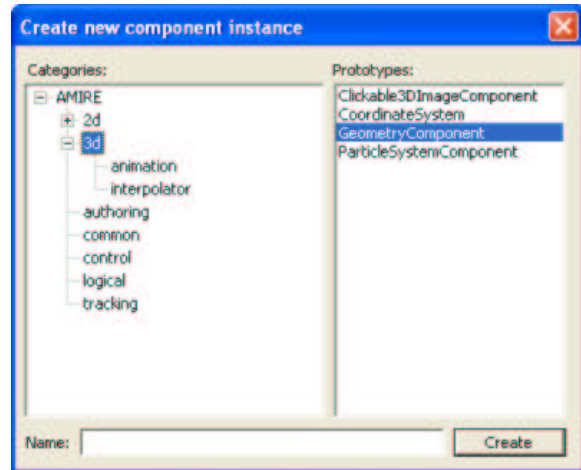 Create new component instance
Categories:
AMIRE
2d
3d
animation
interpolator
authoring
common
control
logical
tracking
Prototypes:
Clickable3DImageComponent
CoordinateSystem
GeometryComponent
ParticleSystemComponent
Name:
Create